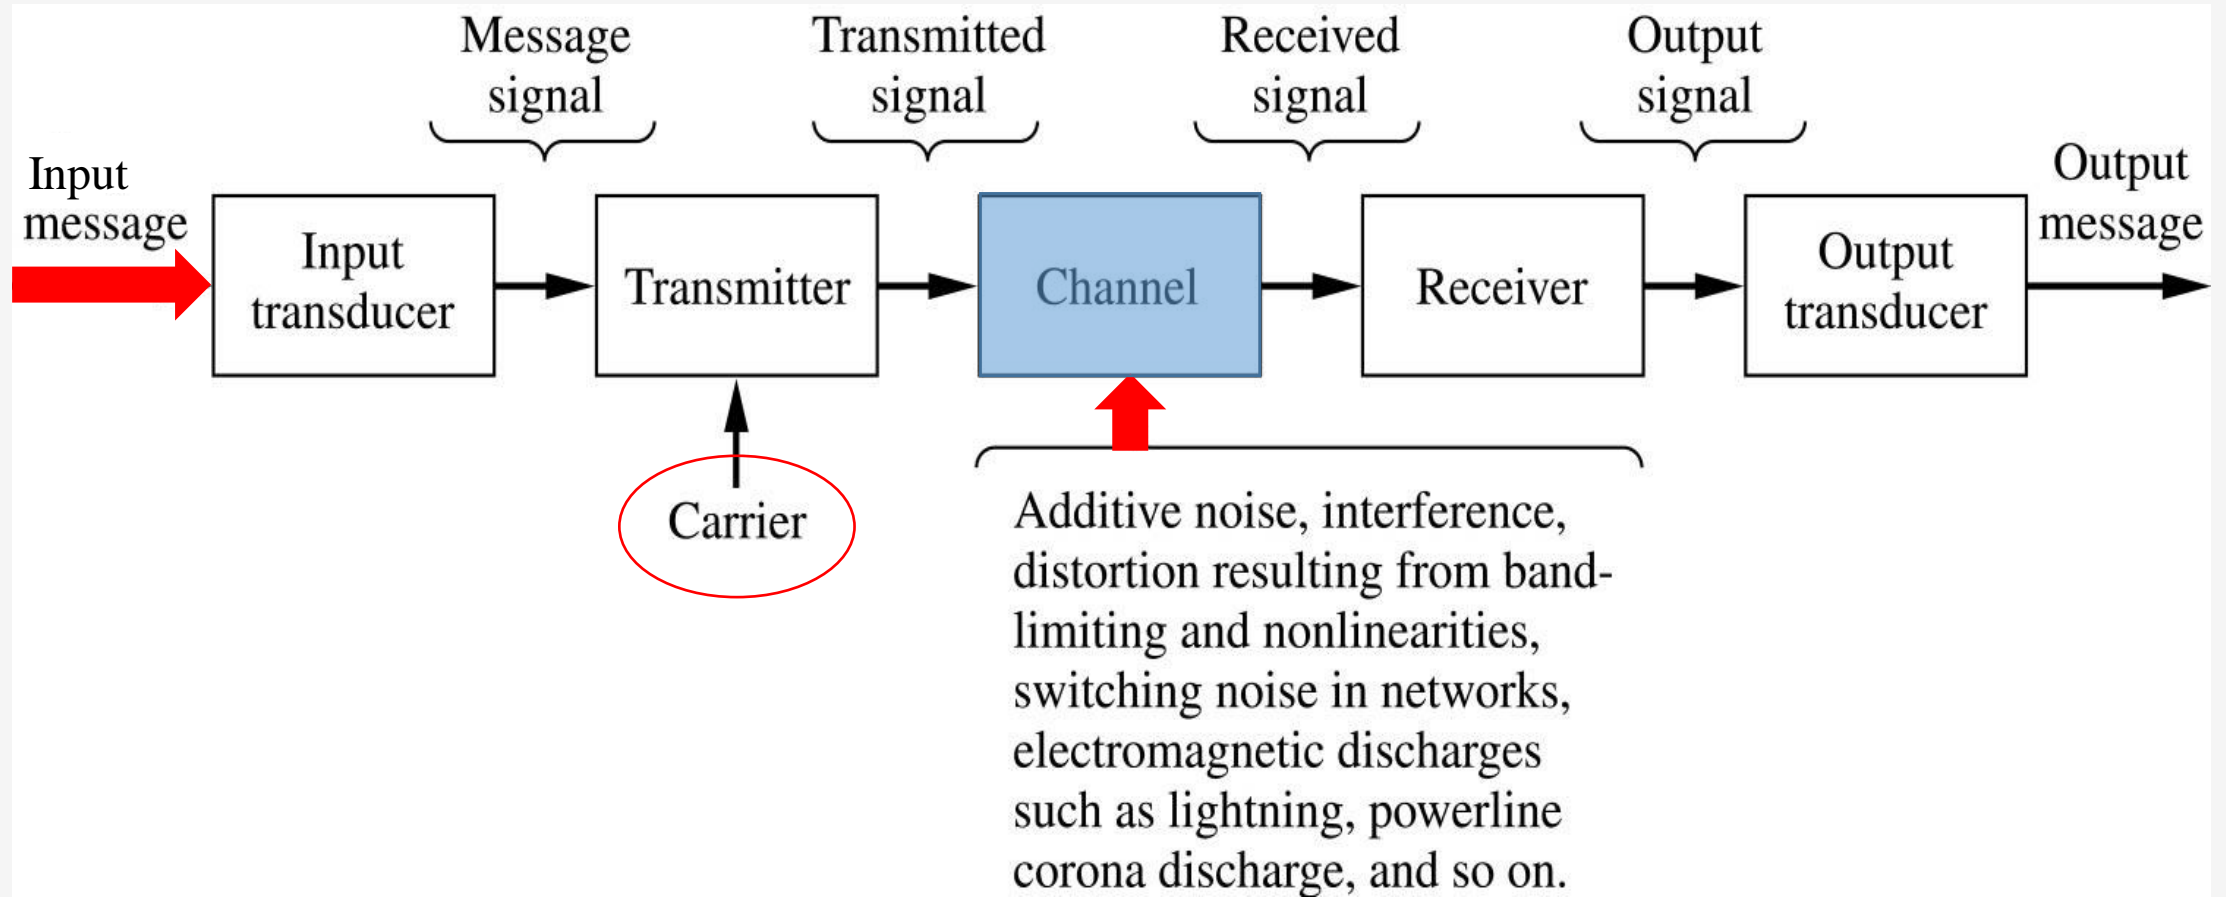 Message
signal
Transmitted
signal
Received
signal
Output
signal
Input
message
Input
transducer
Transmitter
Channel
Receiver
Output
transducer
Output
message
Carrier
Additive noise, interference,
distortion resulting from band-
limiting and nonlinearities,
switching noise in networks,
electromagnetic discharges
such as lightning, powerline
corona discharge, and so on.